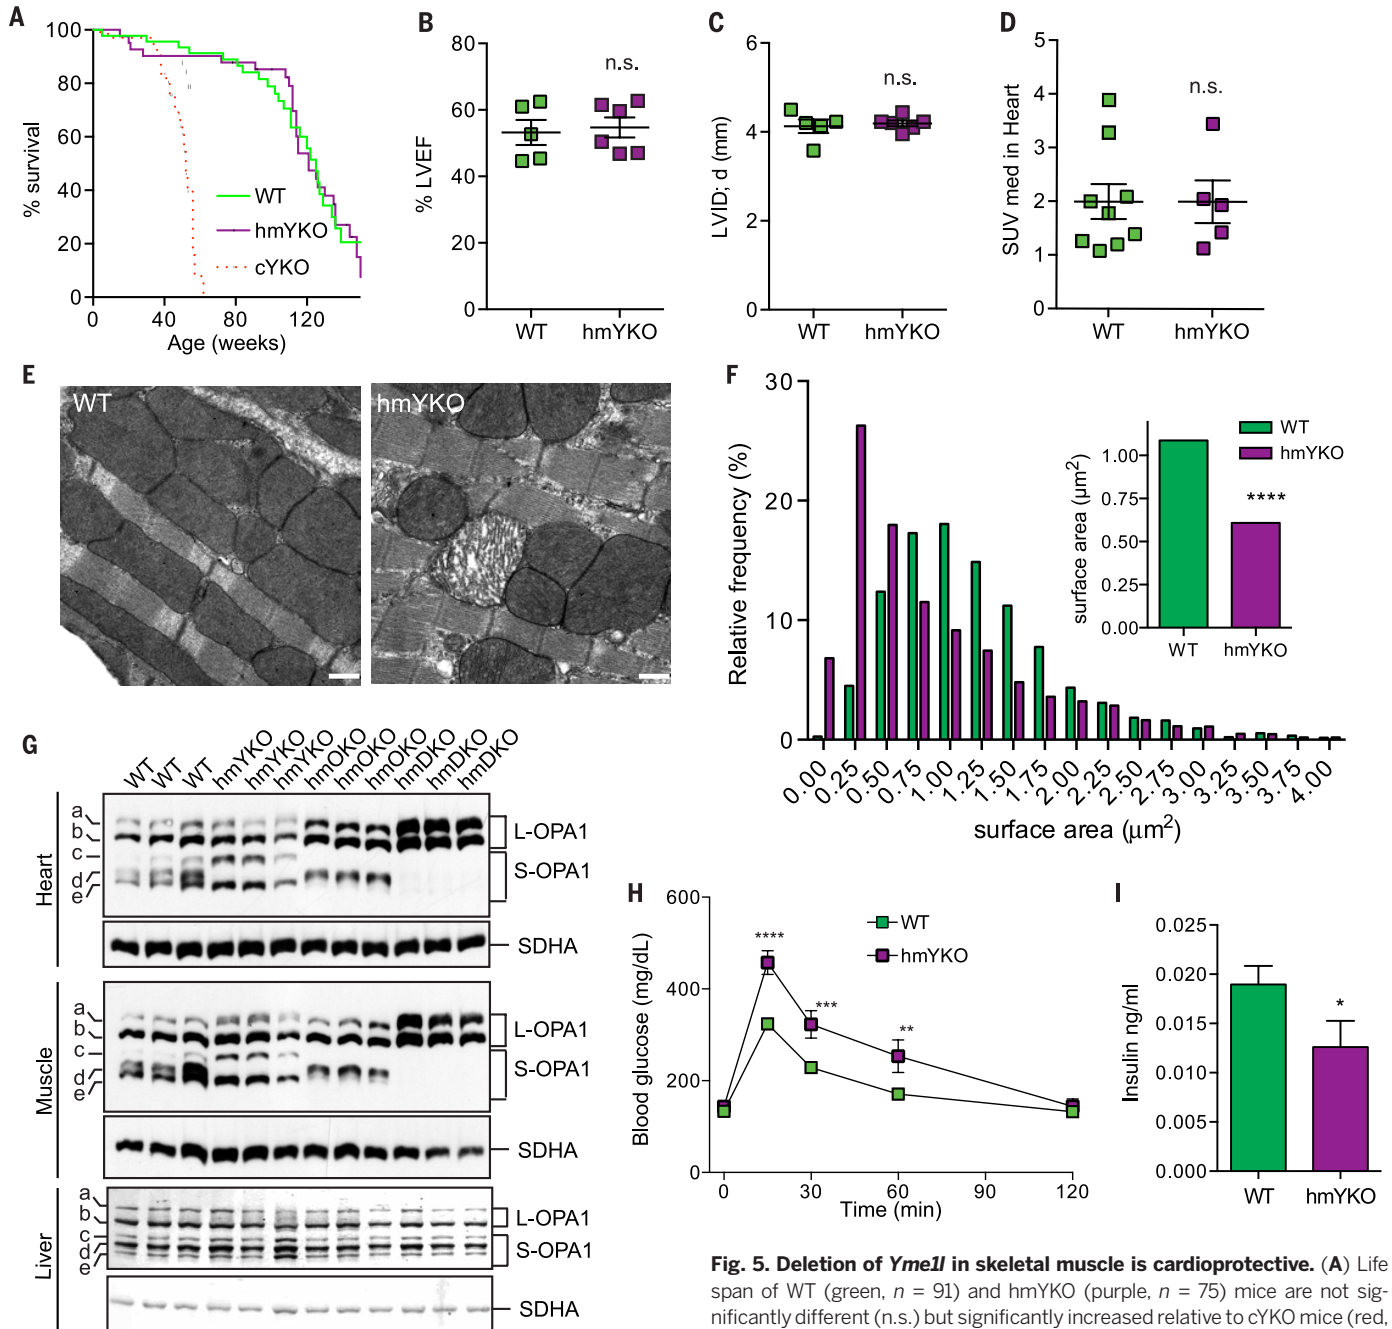 A
100
80
60
40
20
0
% survival
0 40 80 120
Age (weeks)
WT
hmYKO
cYKO
B
80
60
40
20
0
% LVEF
n.s.
WT hmYKO
C
6
4
2
0
LVID; d (mm)
n.s.
WT hmYKO
D
5
4
3
2
1
0
SUV med in Heart
n.s.
WT hmYKO
E
WT
hmYKO
F
30
20
10
0
Relative frequency (%)
0.00 0.25 0.50 0.75 1.00 1.25 1.50 1.75 2.00 2.25 2.50 2.75 3.00 3.25 3.50 3.75 4.00
surface area (μm²)
WT
hmYKO
1.00
0.75
0.50
0.25
0.00
surface area (μm²)
****
WT hmYKO
G
WT WT WT hmYKO hmYKO hmYKO hmOKO hmOKO hmOKO hmDKO hmDKO hmDKO
Heart
a
b
c
d
e
L-OPA1
S-OPA1
SDHA
Muscle
a
b
c
d
e
L-OPA1
S-OPA1
SDHA
Liver
a
b
c
d
e
L-OPA1
S-OPA1
SDHA
H
600
400
200
0
Blood glucose (mg/dL)
WT
hmYKO
****
***
**
0 30 60 90 120
Time (min)
I
0.025
0.020
0.015
0.010
0.005
0.000
Insulin ng/ml
*
WT hmYKO
Fig. 5. Deletion of Yme1l in skeletal muscle is cardioprotective. (A) Life
span of WT (green, n = 91) and hmYKO (purple, n = 75) mice are not sig-
nificantly different (n.s.) but significantly increased relative to cYKO mice (red,